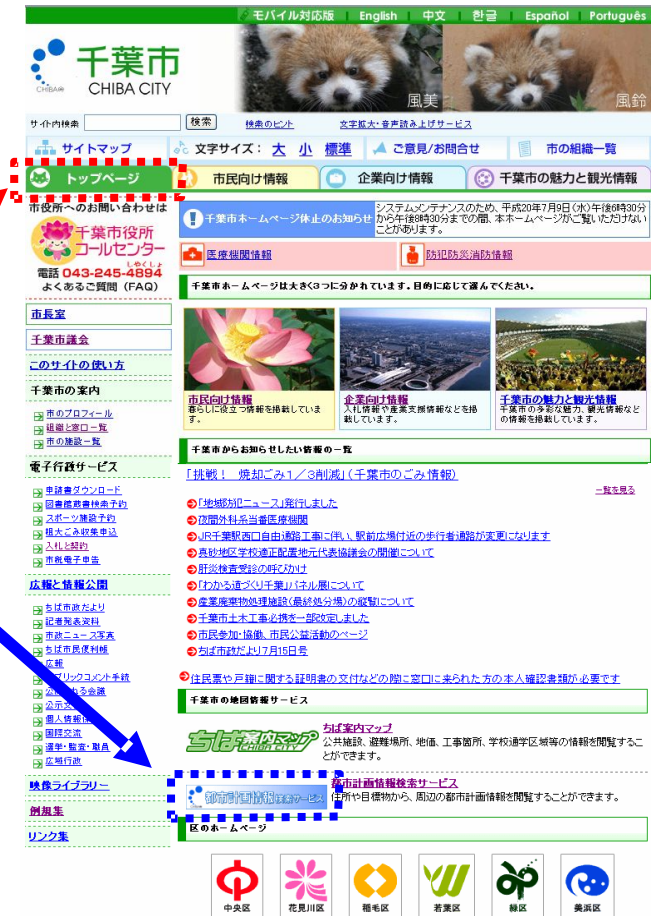 モバイル対応版 | English | 中文 | 한글 | Español | Português
千葉市
CHIBA CITY
風美
風鈴
サイト内検索
検索
検索のヒント
文字拡大・音声読み上げサービス
サイトマップ
文字サイズ： 大 小 標準
ご意見/お問合せ
市の組織一覧
トップページ
市民向け情報
企業向け情報
千葉市の魅力と観光情報
市役所へのお問い合わせは
千葉市役所
コールセンター
しやくしょ
電話 043-245-4894
よくあるご質問（FAQ）
市長室
千葉市議会
このサイトの使い方
千葉市の案内
市のプロフィール
組織と窓口一覧
市の施設一覧
電子行政サービス
申請書ダウンロード
図書館蔵書検索予約
スポーツ施設予約
粗大ごみ収集申込
入札と契約
市税電子申告
広報と情報公開
ちば市政だより
記者発表資料
市政ニュース写真
ちば市民便利帳
広報
ブリックコメント手続
れる会議
公示文
個人情報
国際交流
選挙・監査・職員
広域行政
映像ライブラリー
例規集
リンク集
千葉市ホームページ休止のお知らせ
システムメンテナンスのため、平成20年7月9日(水)午後6時30分
から午後8時30分までの間、本ホームページがご覧いただけない
ことがあります。
医療機関情報
防犯防災消防情報
千葉市ホームページは大きく3つに分かれています。目的に応じて選んでください。
市民向け情報
暮らしに役立つ情報を掲載していま
す。
企業向け情報
入札情報や産業支援情報などを掲
載しています。
千葉市の魅力と観光情報
千葉市の多彩な魅力、観光情報など
の情報を掲載しています。
千葉市からお知らせしたい情報の一覧
「挑戦！ 焼却ごみ1／3削減」（千葉市のごみ情報）
一覧を見る
「地域防犯ニュース」発行しました
夜間外科系当番医療機関
JR千葉駅西口自由通路工事に伴い、駅前広場付近の歩行者通路が変更になります
真砂地区学校適正配置地元代表協議会の開催について
肝炎検査受診の呼びかけ
「わかる道づくり千葉」パネル展について
産業廃棄物処理施設（最終処分場）の縦覧について
千葉市土木工事必携を一部改定しました
市民参加・協働、市民公益活動のページ
ちば市政だより7月15日号
住民票や戸籍に関する証明書の交付などの際に窓口に来られた方の本人確認書類が必要です
千葉市の地図情報サービス
ちば案内マップ
CHIBA CITY
ちば案内マップ
公共施設、避難場所、地価、工事箇所、学校通学区域等の情報を閲覧するこ
とができます。
都市計画情報検索サービス
都市計画情報検索サービス
住所や目標物から、周辺の都市計画情報を閲覧することができます。
区のホームページ
中央区
花見川区
稲毛区
若葉区
緑区
美浜区